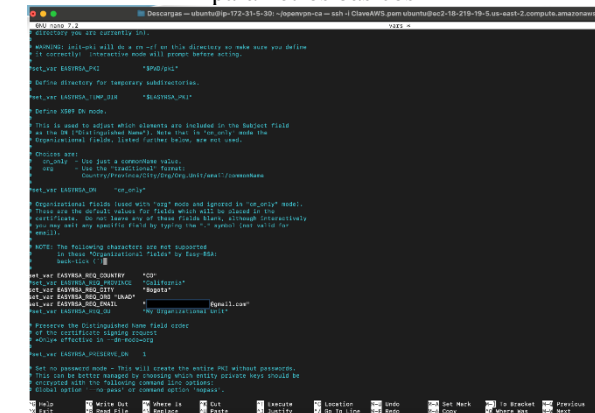 Descargas — ubuntu@ip-172-31-5-30: ~/openvpn-ca — ssh -i ClaveAWS.pem ubuntu@ec2-18-219-19-5.us-east-2.compute.amazonaws
GNU nano 7.2 vars *
# directory you are currently in).
#
# WARNING: init-pki will do a rm -rf on this directory so make sure you define
# it correctly! Interactive mode will prompt before acting.
#
#set_var EASYRSA_PKI "$PWD/pki"
# Define directory for temporary subdirectories.
#
#set_var EASYRSA_TEMP_DIR "$EASYRSA_PKI"
# Define X509 DN mode.
#
# This is used to adjust which elements are included in the Subject field
# as the DN ("Distinguished Name"). Note that in 'cn_only' mode the
# Organizational fields, listed further below, are not used.
#
# Choices are:
# cn_only - Use just a commonName value.
# org - Use the "traditional" format:
# Country/Province/City/Org/Org.Unit/email/commonName
#
#set_var EASYRSA_DN "cn_only"
# Organizational fields (used with "org" mode and ignored in "cn_only" mode).
# These are the default values for fields which will be placed in the
# certificate. Do not leave any of these fields blank, although interactively
# you may omit any specific field by typing the "." symbol (not valid for
# email).
#
# NOTE: The following characters are not supported
# in these "Organizational fields" by Easy-RSA:
# back-tick (`)
#
set_var EASYRSA_REQ_COUNTRY "CO"
#set_var EASYRSA_REQ_PROVINCE "California"
set_var EASYRSA_REQ_CITY "Bogota"
set_var EASYRSA_REQ_ORG "UNAD"
set_var EASYRSA_REQ_EMAIL " @gmail.com"
#set_var EASYRSA_REQ_OU "My Organizational Unit"
# Preserve the Distinguished Name field order
# of the certificate signing request
# *Only* effective in --dn-mode=org
#
#set_var EASYRSA_PRESERVE_DN 1
# Set no password mode - This will create the entire PKI without passwords.
# This can be better managed by choosing which entity private keys should be
# encrypted with the following command line options:
# Global option '--no-pass' or command option 'nopass'.
^G Help ^O Write Out ^W Where Is ^K Cut ^T Execute ^C Location M-U Undo M-A Set Mark M-] To Bracket Previous
^X Exit ^R Read File ^\ Replace ^U Paste ^J Justify ^/ Go To Line M-E Redo M-6 Copy ^Q Where Was Next